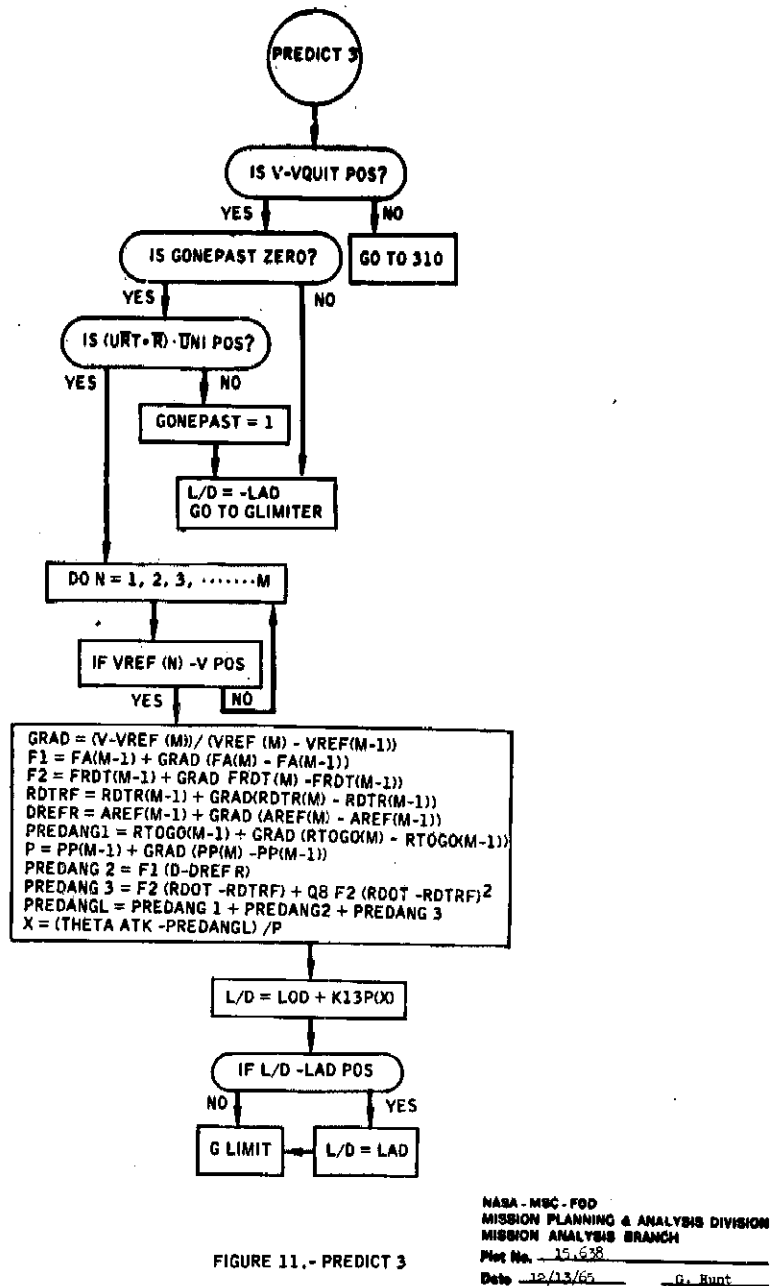 PREDICT 3
IS V-VQUIT POS?
YES
NO
IS GONEPAST ZERO?
GO TO 310
YES
NO
IS (UR̅T•R̅)·U̅NI POS?
YES
NO
GONEPAST = 1
L/D = -LAD
GO TO GLIMITER
DO N = 1, 2, 3, ·······M
IF VREF (N) -V POS
YES
NO
GRAD = (V-VREF (M))/ (VREF (M) - VREF(M-1))
F1 = FA(M-1) + GRAD (FA(M) - FA(M-1))
F2 = FRDT(M-1) + GRAD FRDT(M) -FRDT(M-1))
RDTRF = RDTR(M-1) + GRAD(RDTR(M) - RDTR(M-1))
DREFR = AREF(M-1) + GRAD (AREF(M) - AREF(M-1))
PREDANG1 = RTOGO(M-1) + GRAD (RTOGO(M) - RTOGO(M-1))
P = PP(M-1) + GRAD (PP(M) -PP(M-1))
PREDANG 2 = F1 (D-DREFR)
PREDANG 3 = F2 (RDOT -RDTRF) + Q8 F2 (RDOT -RDTRF)²
PREDANGL = PREDANG 1 + PREDANG2 + PREDANG 3
X = (THETA ATK -PREDANGL) /P
L/D = LOD + K13P(X)
IF L/D -LAD POS
NO
YES
G LIMIT
L/D = LAD
FIGURE 11.- PREDICT 3
NASA - MSC - FOD
MISSION PLANNING & ANALYSIS DIVISION
MISSION ANALYSIS BRANCH
Plot No. 15,638
Date 12/13/65 G. Hunt